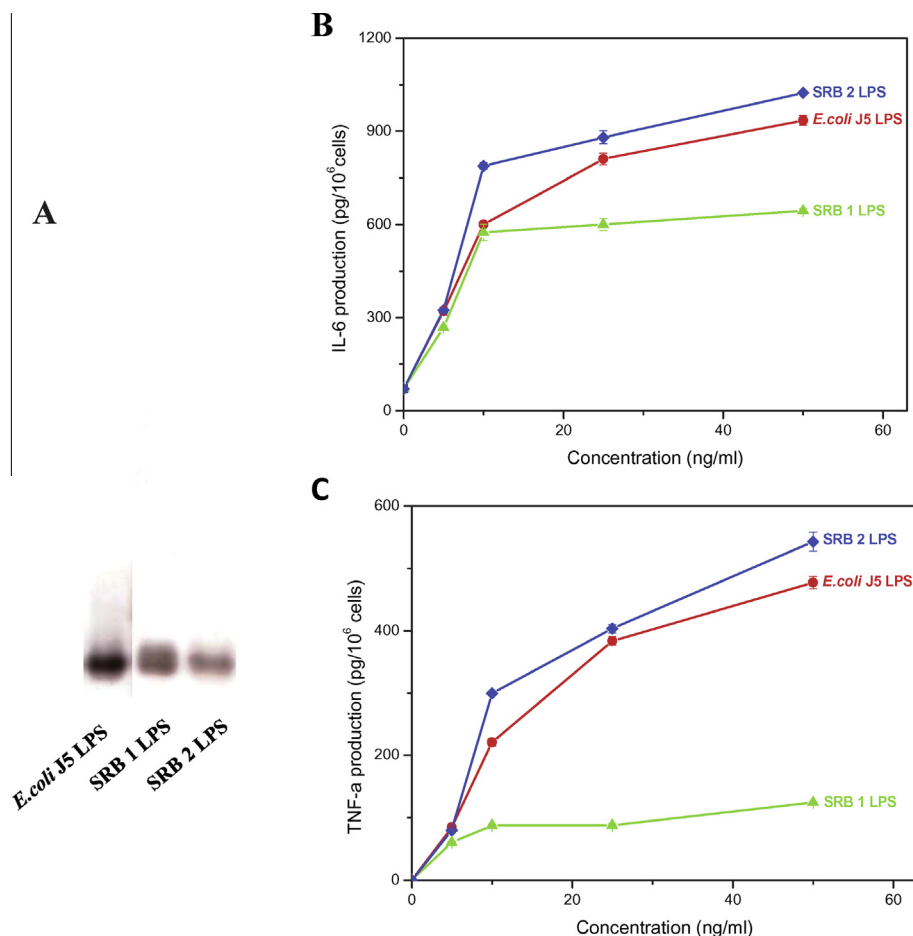 A
E.coli J5 LPS
SRB 1 LPS
SRB 2 LPS
B
1200
900
600
300
0
IL-6 production (pg/10⁶cells)
0
20
40
60
Concentration (ng/ml)
SRB 2 LPS
E.coli J5 LPS
SRB 1 LPS
C
600
400
200
0
TNF-a production (pg/10⁶ cells)
0
20
40
60
Concentration (ng/ml)
SRB 2 LPS
E.coli J5 LPS
SRB 1 LPS